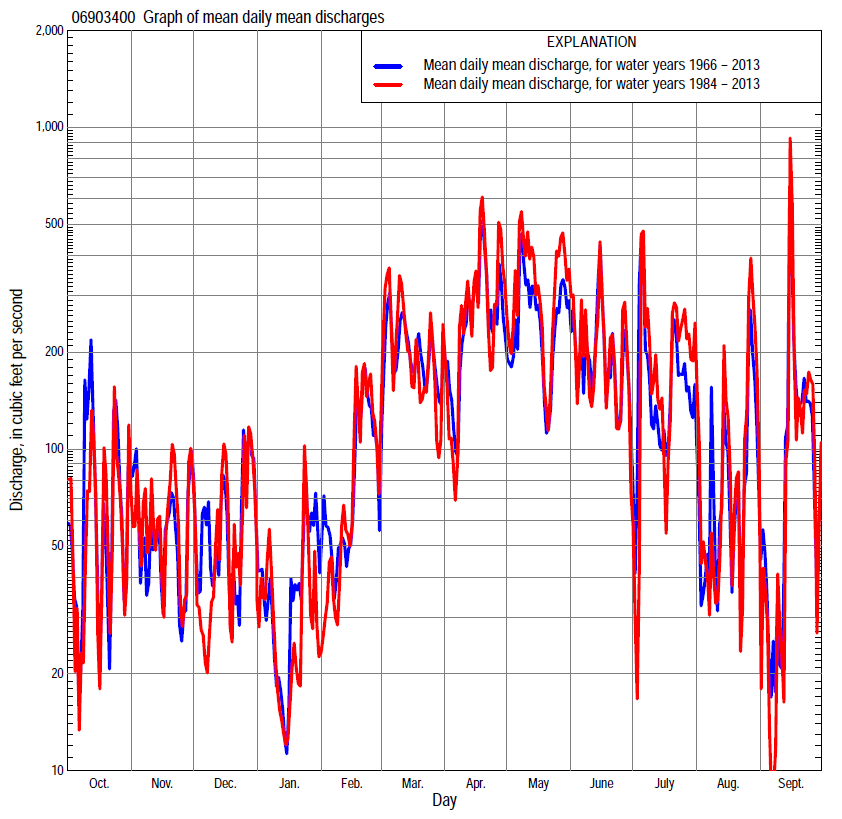 06903400 Graph of mean daily mean discharges
EXPLANATION
Mean daily mean discharge, for water years 1966 – 2013
Mean daily mean discharge, for water years 1984 – 2013
Discharge, in cubic feet per second
2,000
1,000
500
200
100
50
20
10
Oct. Nov. Dec. Jan. Feb. Mar. Apr. May June July Aug. Sept.
Day